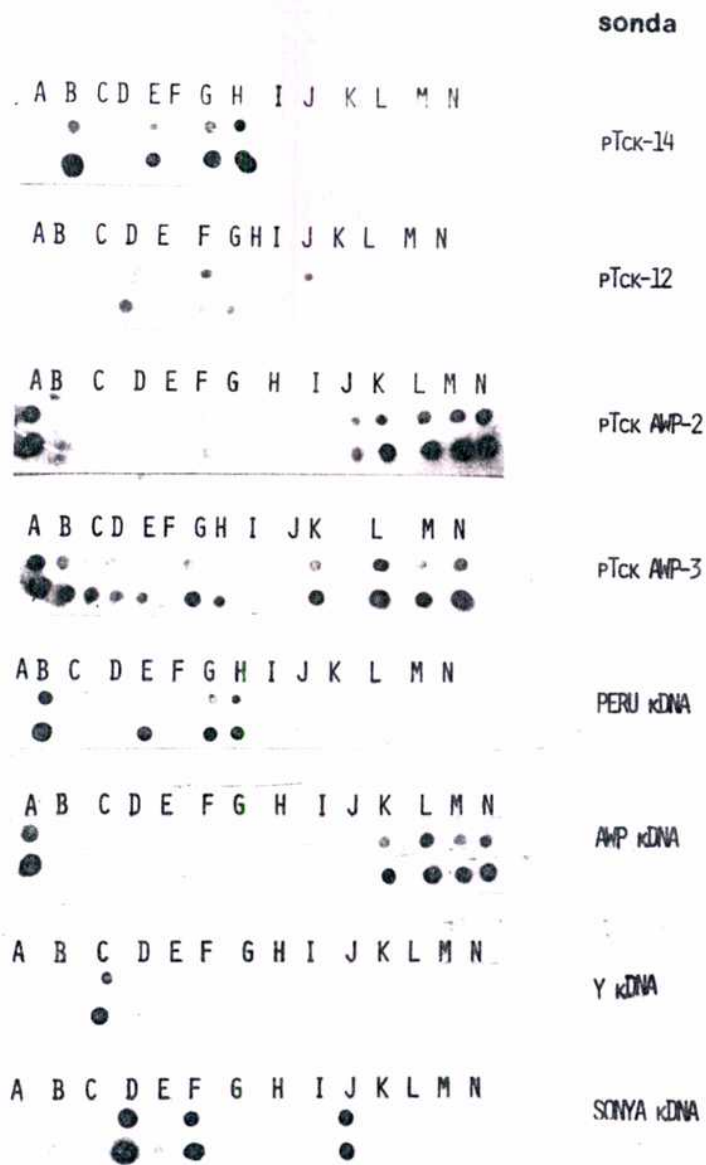 sonda
A B C D E F G H I J K L M N
pTck-14
A B C D E F G H I J K L M N
pTck-12
A B C D E F G H I J K L M N
pTck AWP-2
A B C D E F G H I J K L M N
pTck AWP-3
A B C D E F G H I J K L M N
PERU kDNA
A B C D E F G H I J K L M N
AWP kDNA
A B C D E F G H I J K L M N
Y kDNA
A B C D E F G H I J K L M N
SONYA kDNA